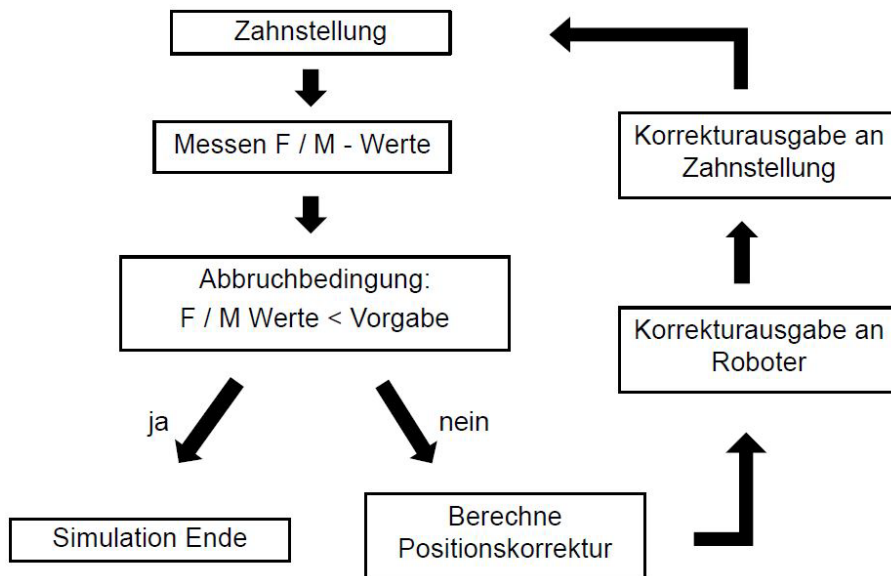 Zahnstellung
Messen F / M - Werte
Abbruchbedingung:
F / M Werte < Vorgabe
ja
nein
Simulation Ende
Berechne
Positionskorrektur
Korrekturausgabe an
Roboter
Korrekturausgabe an
Zahnstellung